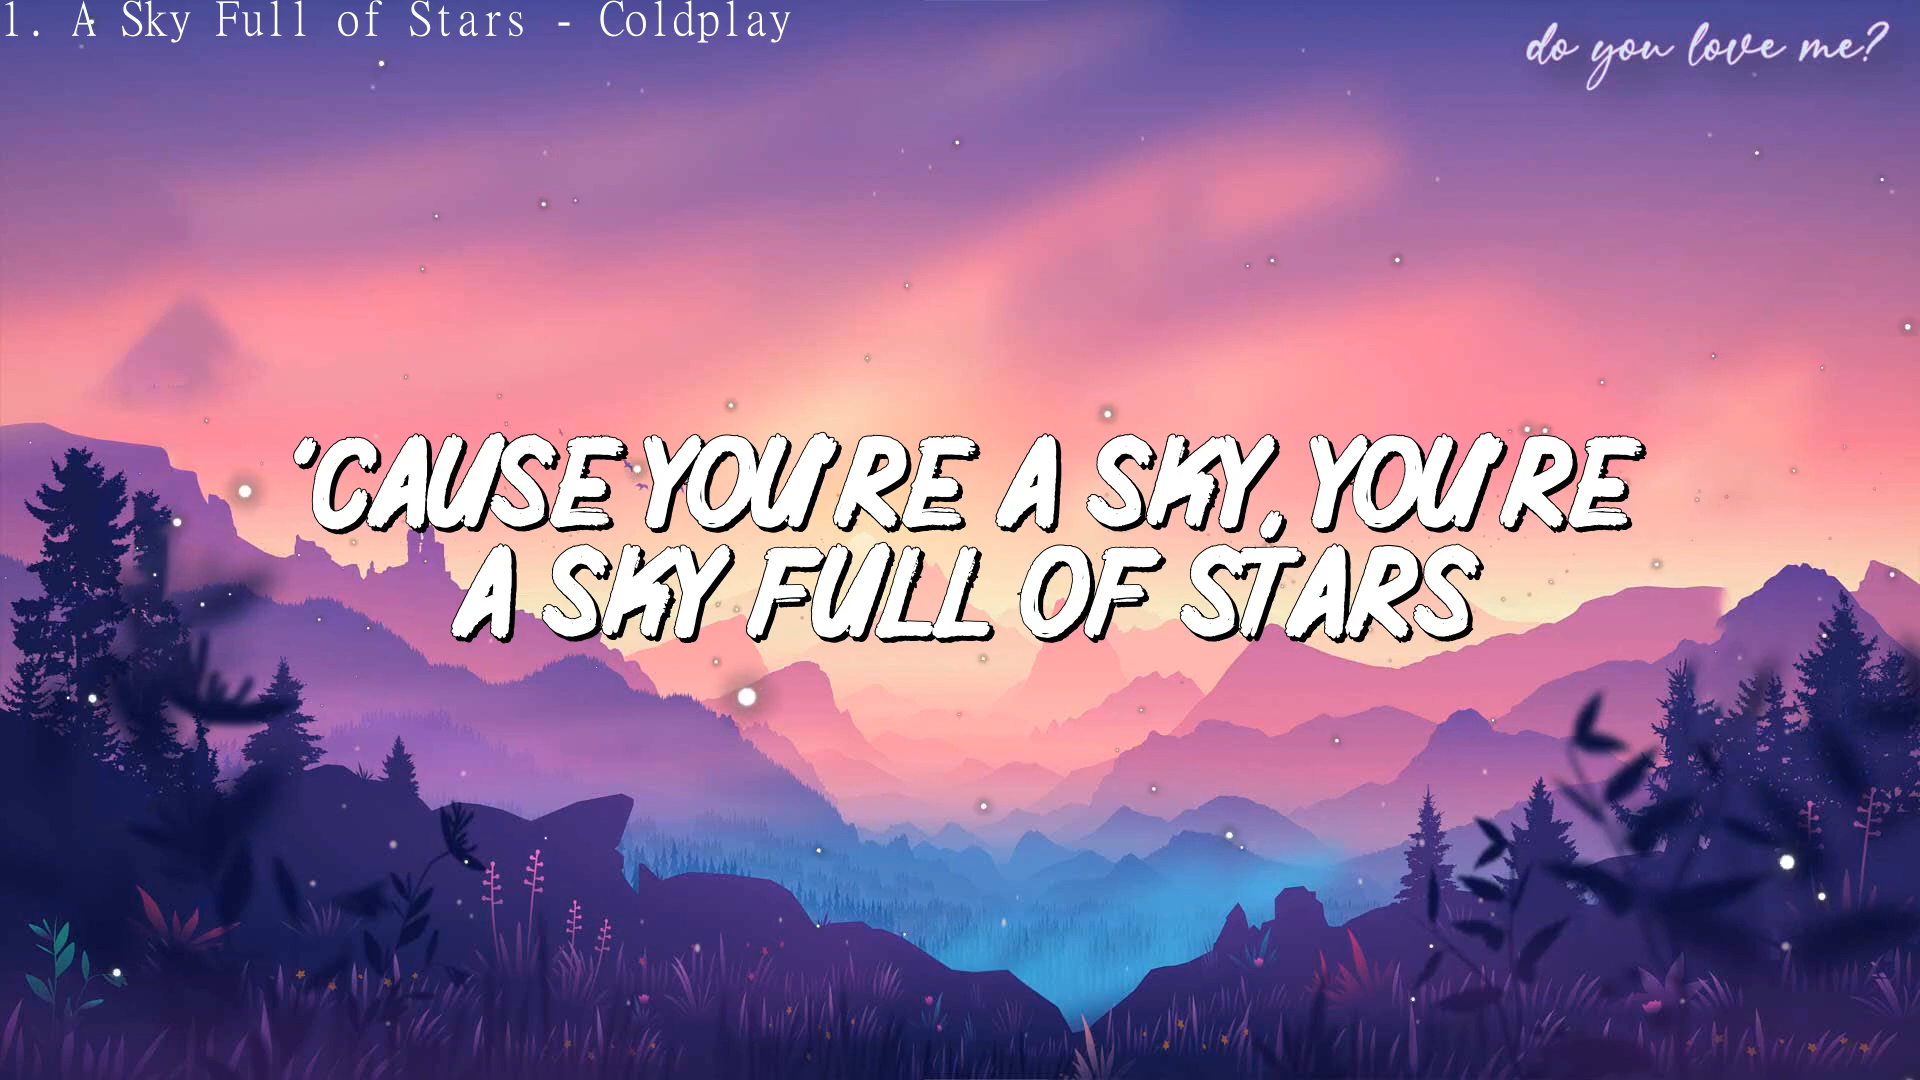 1. A Sky Full of Stars - Coldplay
do you love me?
'CAUSE YOU'RE A SKY, YOU'RE
A SKY FULL OF STARS